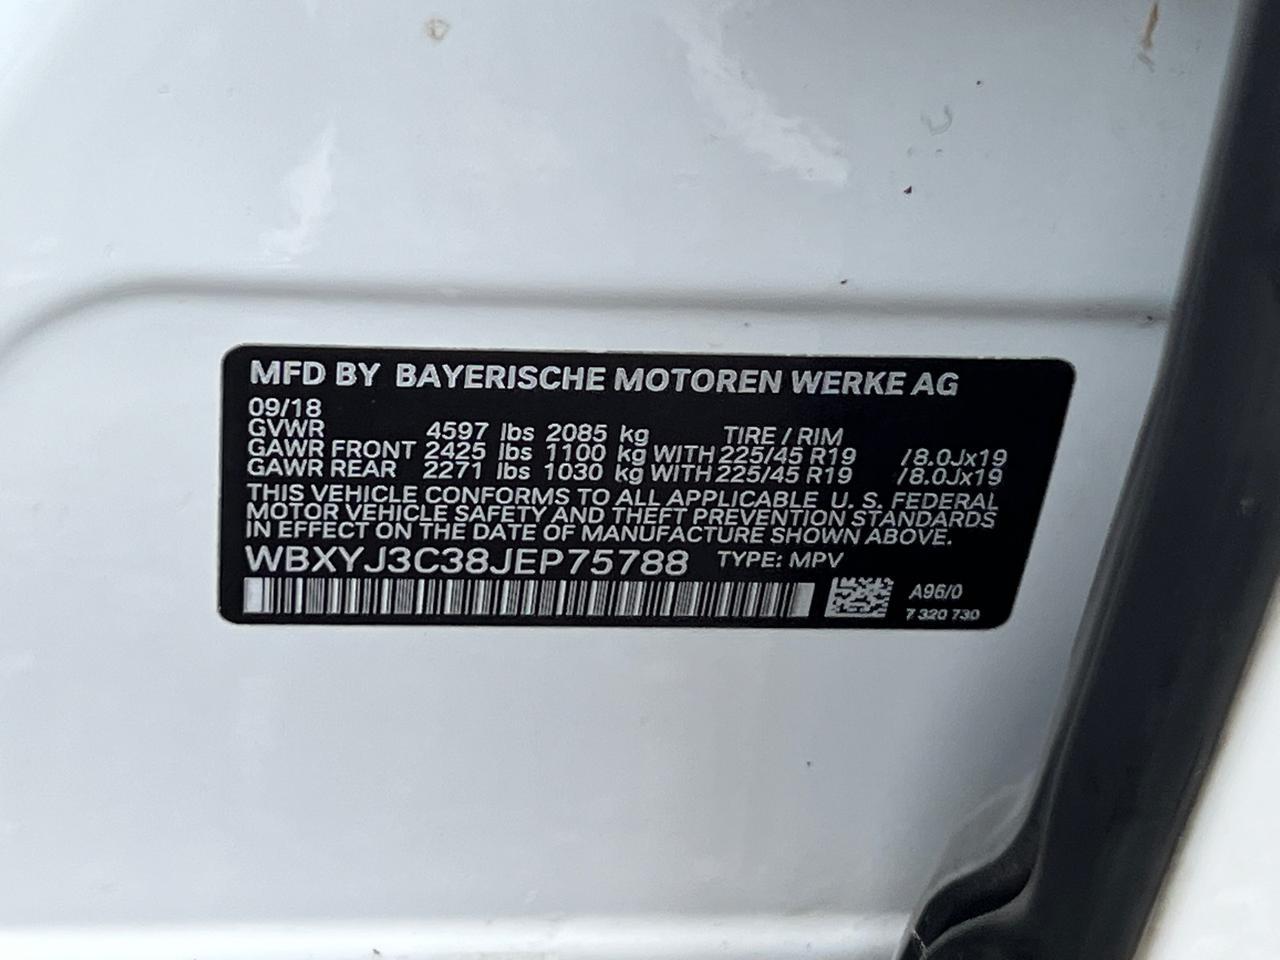 MFD BY BAYERISCHE MOTOREN WERKE AG
09/18
GVWR 4597 lbs 2085 kg TIRE / RIM
GAWR FRONT 2425 lbs 1100 kg WITH 225/45 R19 /8.0Jx19
GAWR REAR 2271 lbs 1030 kg WITH 225/45 R19 /8.0Jx19
THIS VEHICLE CONFORMS TO ALL APPLICABLE U. S. FEDERAL
MOTOR VEHICLE SAFETY AND THEFT PREVENTION STANDARDS
IN EFFECT ON THE DATE OF MANUFACTURE SHOWN ABOVE.
WBXYJ3C38JEP75788 TYPE: MPV
A96/0
7 320 730